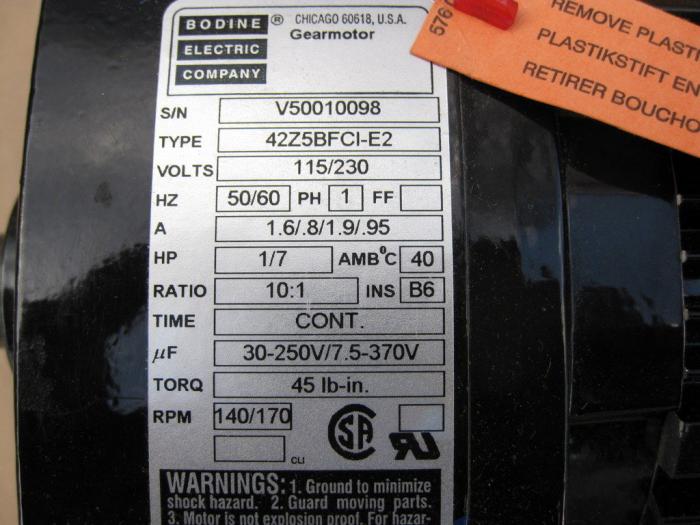 BODINE ® CHICAGO 60618, U.S.A.
ELECTRIC Gearmotor
COMPANY
S/N V50010098
TYPE 42Z5BFCI-E2
VOLTS 115/230
HZ 50/60 PH 1 FF
A 1.6/.8/1.9/.95
HP 1/7 AMB°C 40
RATIO 10:1 INS B6
TIME CONT.
µF 30-250V/7.5-370V
TORQ 45 lb-in.
RPM 140/170
CLI
WARNINGS: 1. Ground to minimize
shock hazard. 2. Guard moving parts.
3. Motor is not explosion proof. For hazar-
576
REMOVE PLASTI
PLASTIKSTIFT EN
RETIRER BOUCHO